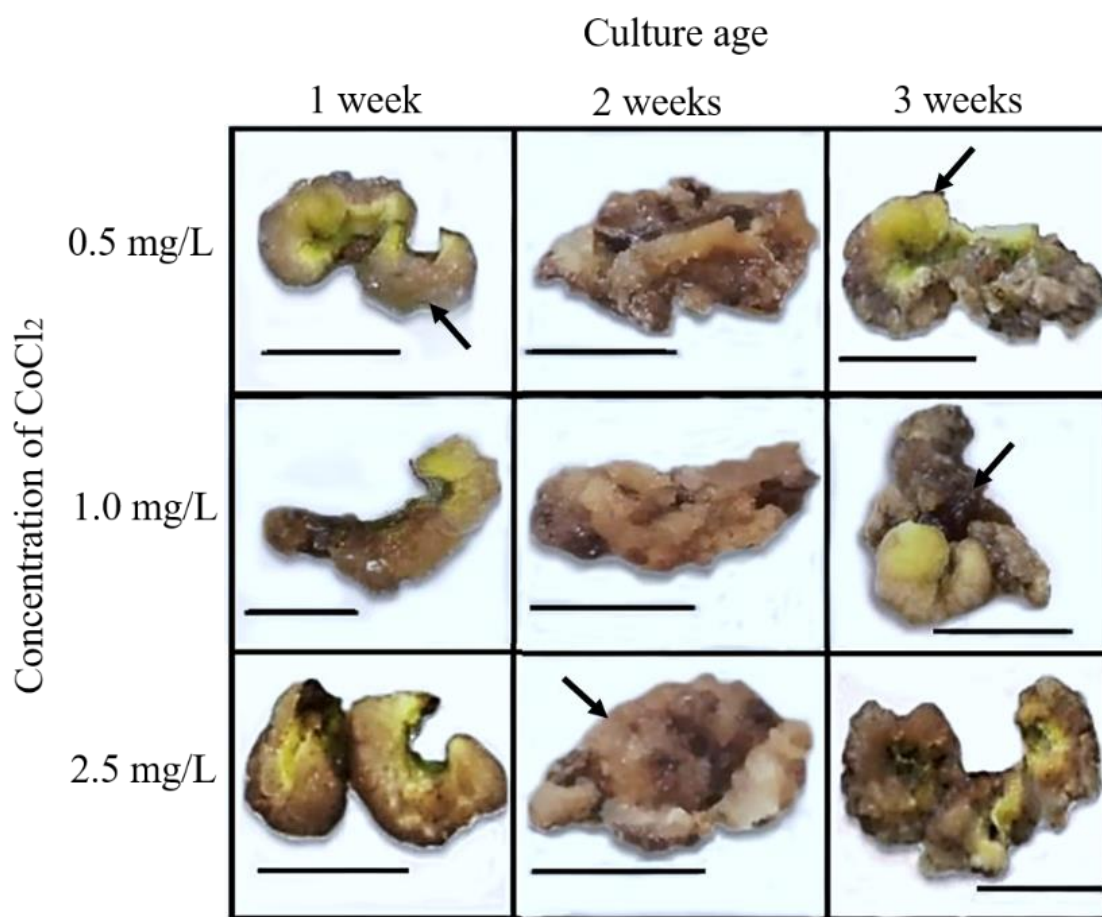 Culture age
1 week
2 weeks
3 weeks
0.5 mg/L
1.0 mg/L
2.5 mg/L
Concentration of CoCl₂